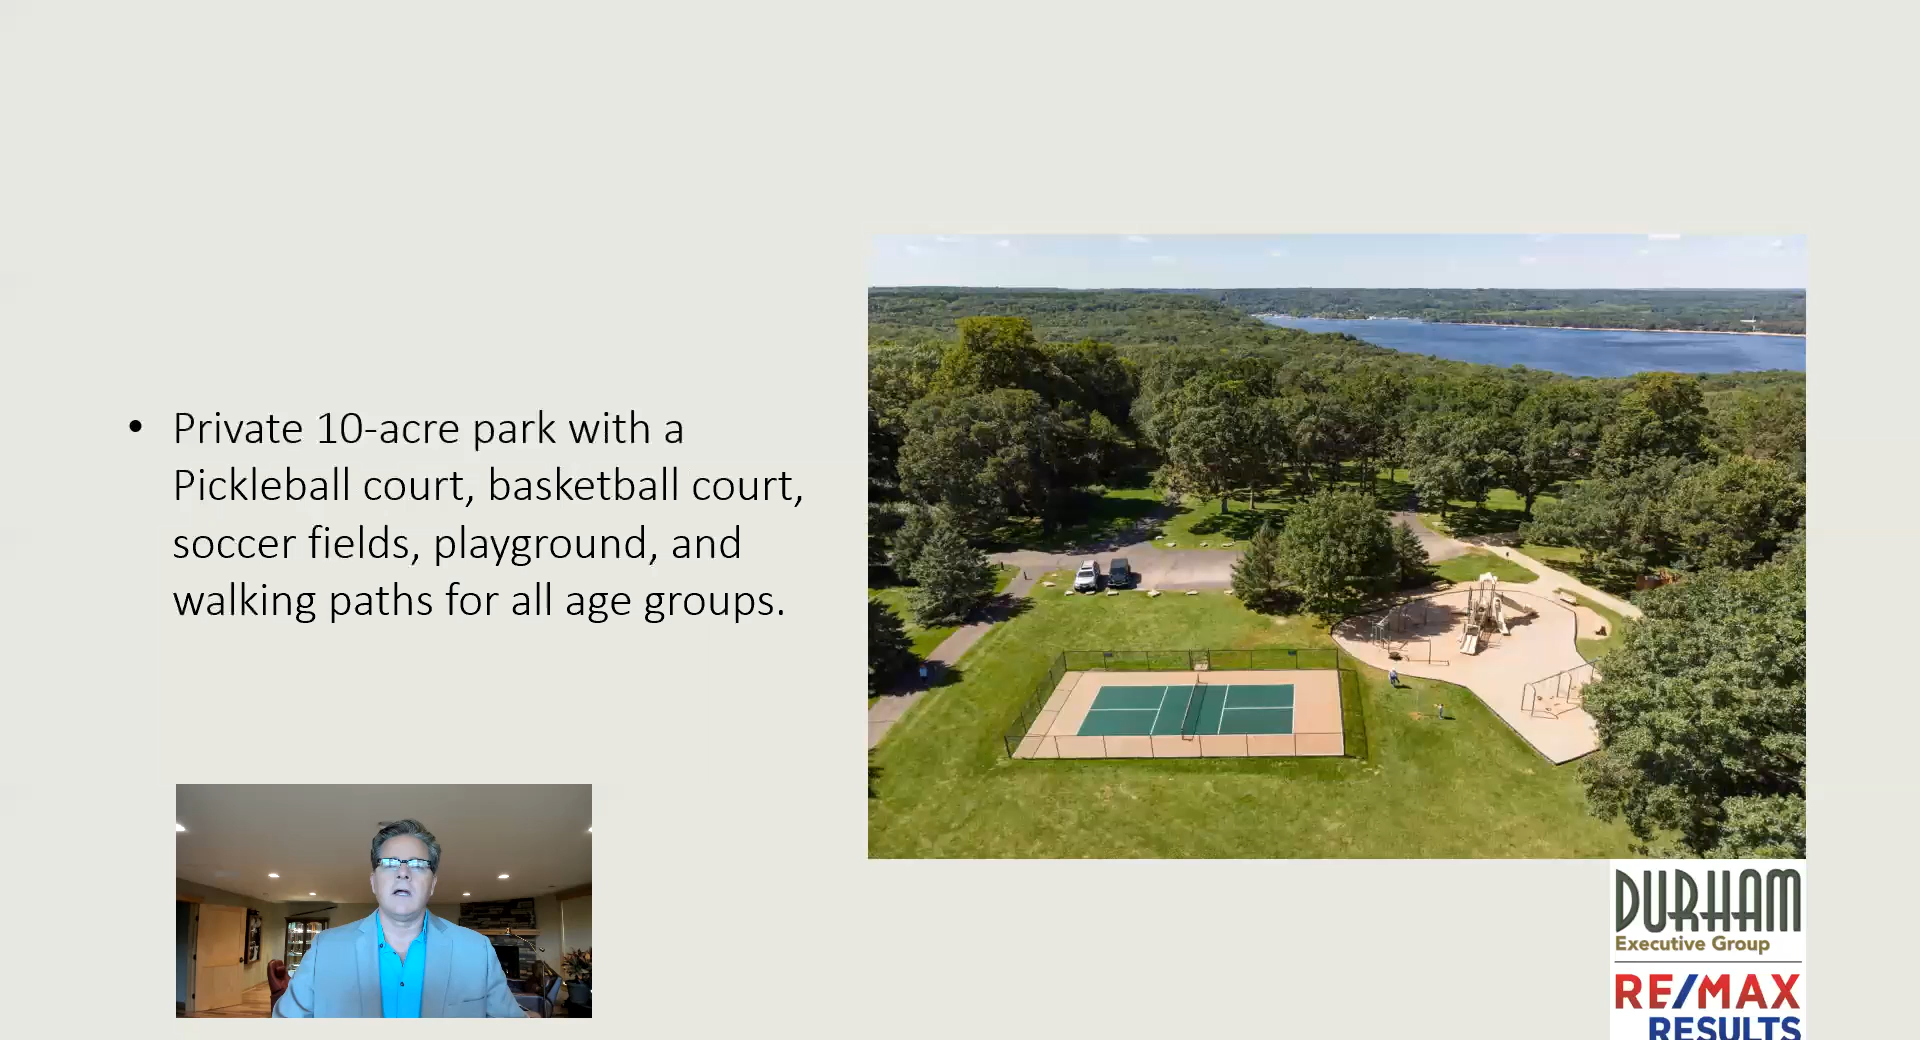 • Private 10-acre park with a
Pickleball court, basketball court,
soccer fields, playground, and
walking paths for all age groups.
DURHAM
Executive Group
RE/MAX
RESULTS